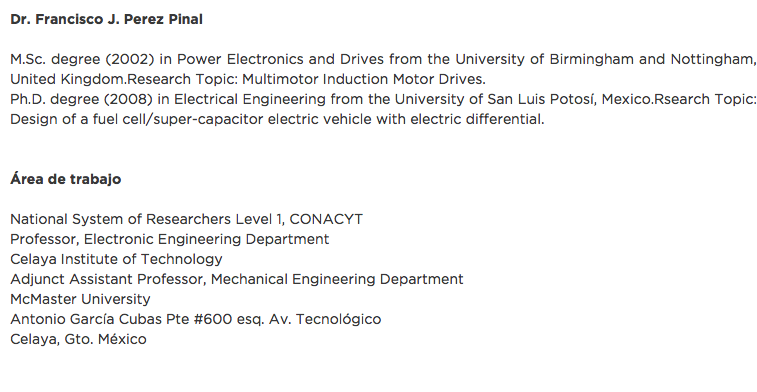 Dr. Francisco J. Perez Pinal
M.Sc. degree (2002) in Power Electronics and Drives from the University of Birmingham and Nottingham,
United Kingdom.Research Topic: Multimotor Induction Motor Drives.
Ph.D. degree (2008) in Electrical Engineering from the University of San Luis Potosí, Mexico.Rsearch Topic:
Design of a fuel cell/super-capacitor electric vehicle with electric differential.
Área de trabajo
National System of Researchers Level 1, CONACYT
Professor, Electronic Engineering Department
Celaya Institute of Technology
Adjunct Assistant Professor, Mechanical Engineering Department
McMaster University
Antonio García Cubas Pte #600 esq. Av. Tecnológico
Celaya, Gto. México